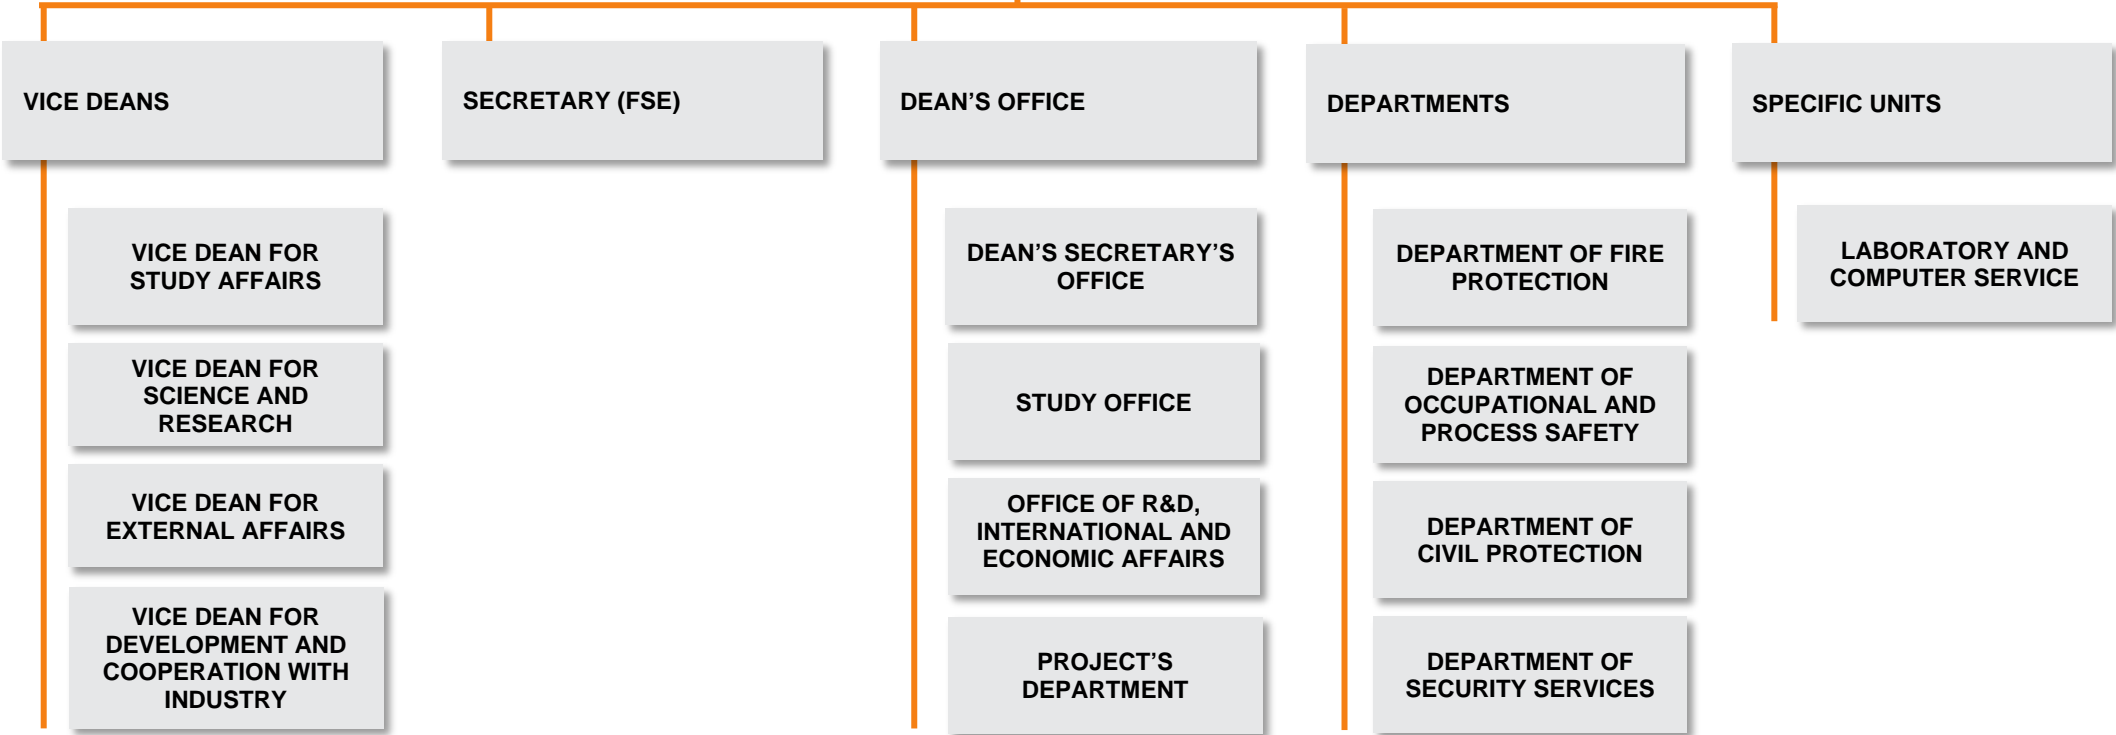 VICE DEANS
SECRETARY (FSE)
DEAN’S OFFICE
DEPARTMENTS
SPECIFIC UNITS
VICE DEAN FOR
STUDY AFFAIRS
VICE DEAN FOR
SCIENCE AND
RESEARCH
VICE DEAN FOR
EXTERNAL AFFAIRS
VICE DEAN FOR
DEVELOPMENT AND
COOPERATION WITH
INDUSTRY
DEAN’S SECRETARY’S
OFFICE
STUDY OFFICE
OFFICE OF R&D,
INTERNATIONAL AND
ECONOMIC AFFAIRS
PROJECT’S
DEPARTMENT
DEPARTMENT OF FIRE
PROTECTION
DEPARTMENT OF
OCCUPATIONAL AND
PROCESS SAFETY
DEPARTMENT OF
CIVIL PROTECTION
DEPARTMENT OF
SECURITY SERVICES
LABORATORY AND
COMPUTER SERVICE